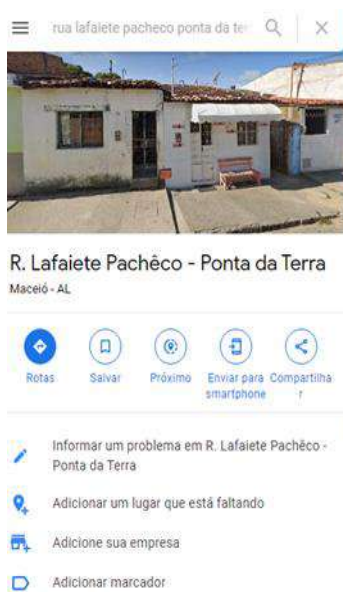 rua lafaiete pacheco ponta da te
R. Lafaiete Pachêco - Ponta da Terra
Maceió - AL
Rotas
Salvar
Próximo
Enviar para
smartphone
Compartilha
r
Informar um problema em R. Lafaiete Pachêco -
Ponta da Terra
Adicionar um lugar que está faltando
Adicione sua empresa
Adicionar marcador